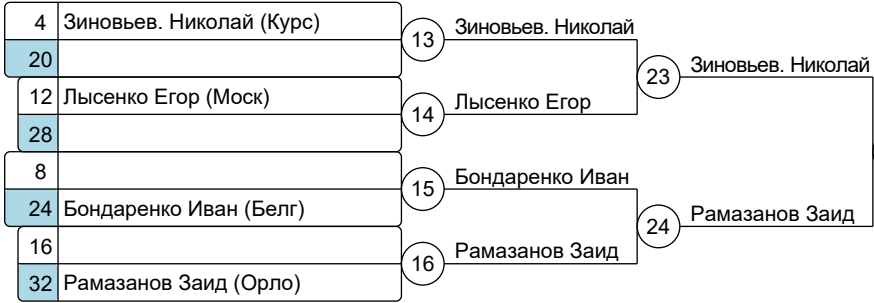 4 Зиновьев. Николай (Курс)
20
13 Зиновьев. Николай
23 Зиновьев. Николай
12 Лысенко Егор (Моск)
28
14 Лысенко Егор
8
24 Бондаренко Иван (Белг)
15 Бондаренко Иван
24 Рамазанов Заид
16
32 Рамазанов Заид (Орло)
16 Рамазанов Заид